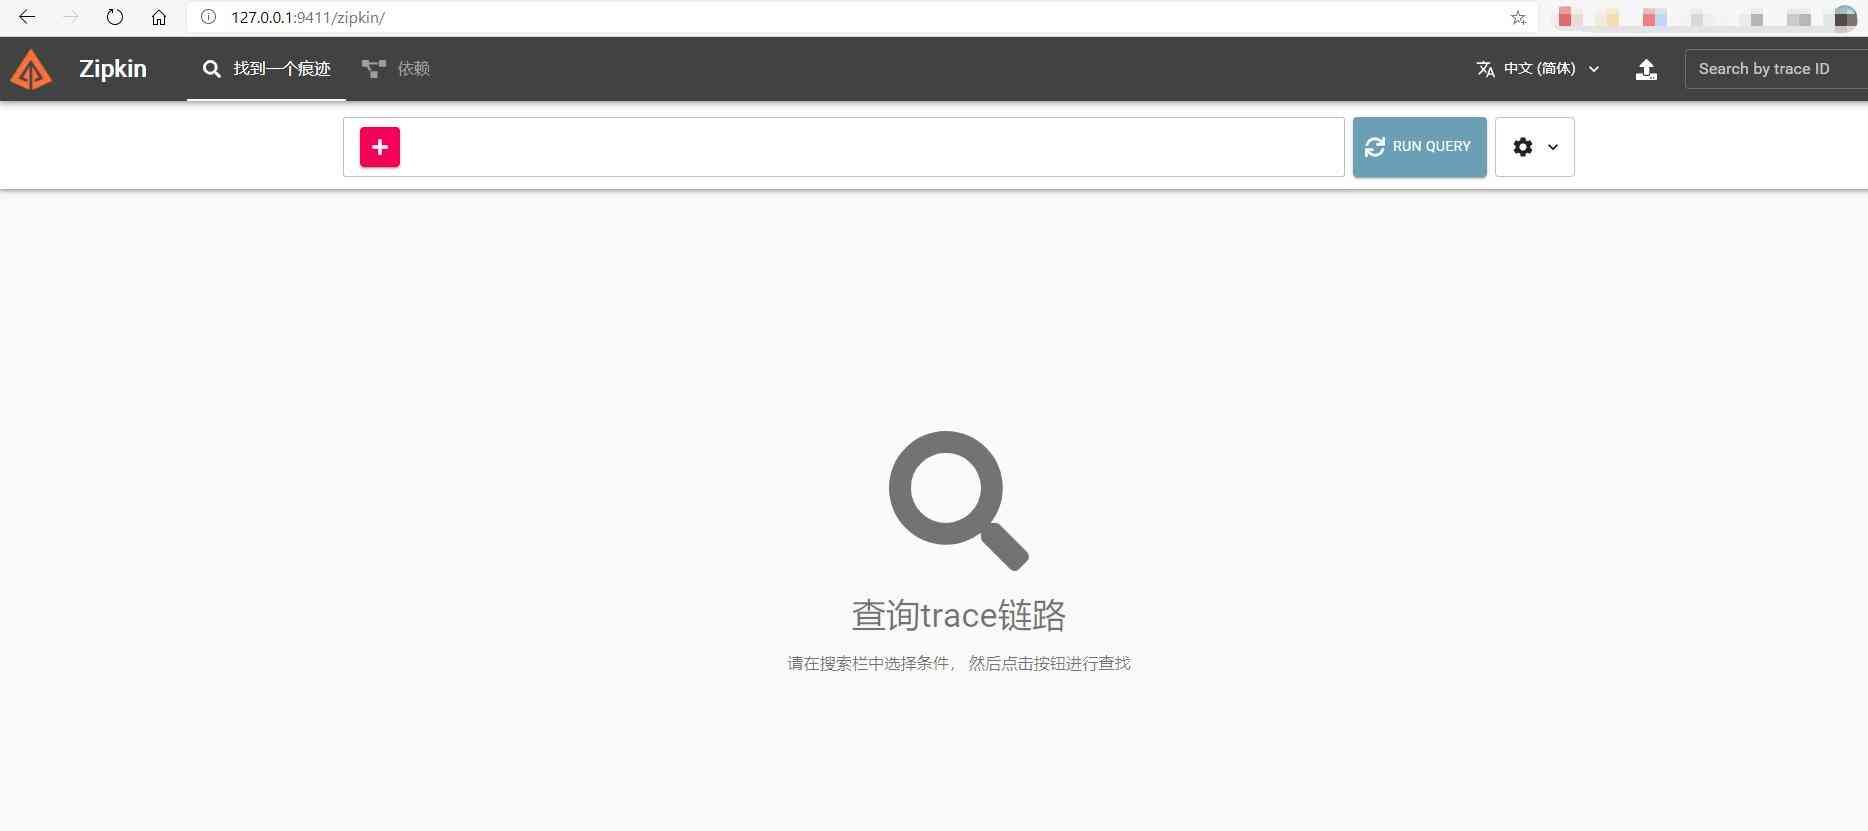 127.0.0.1:9411/zipkin/
Zipkin 找到一个痕迹 依赖 中文 (简体) Search by trace ID
RUN QUERY
查询trace链路
请在搜索栏中选择条件， 然后点击按钮进行查找